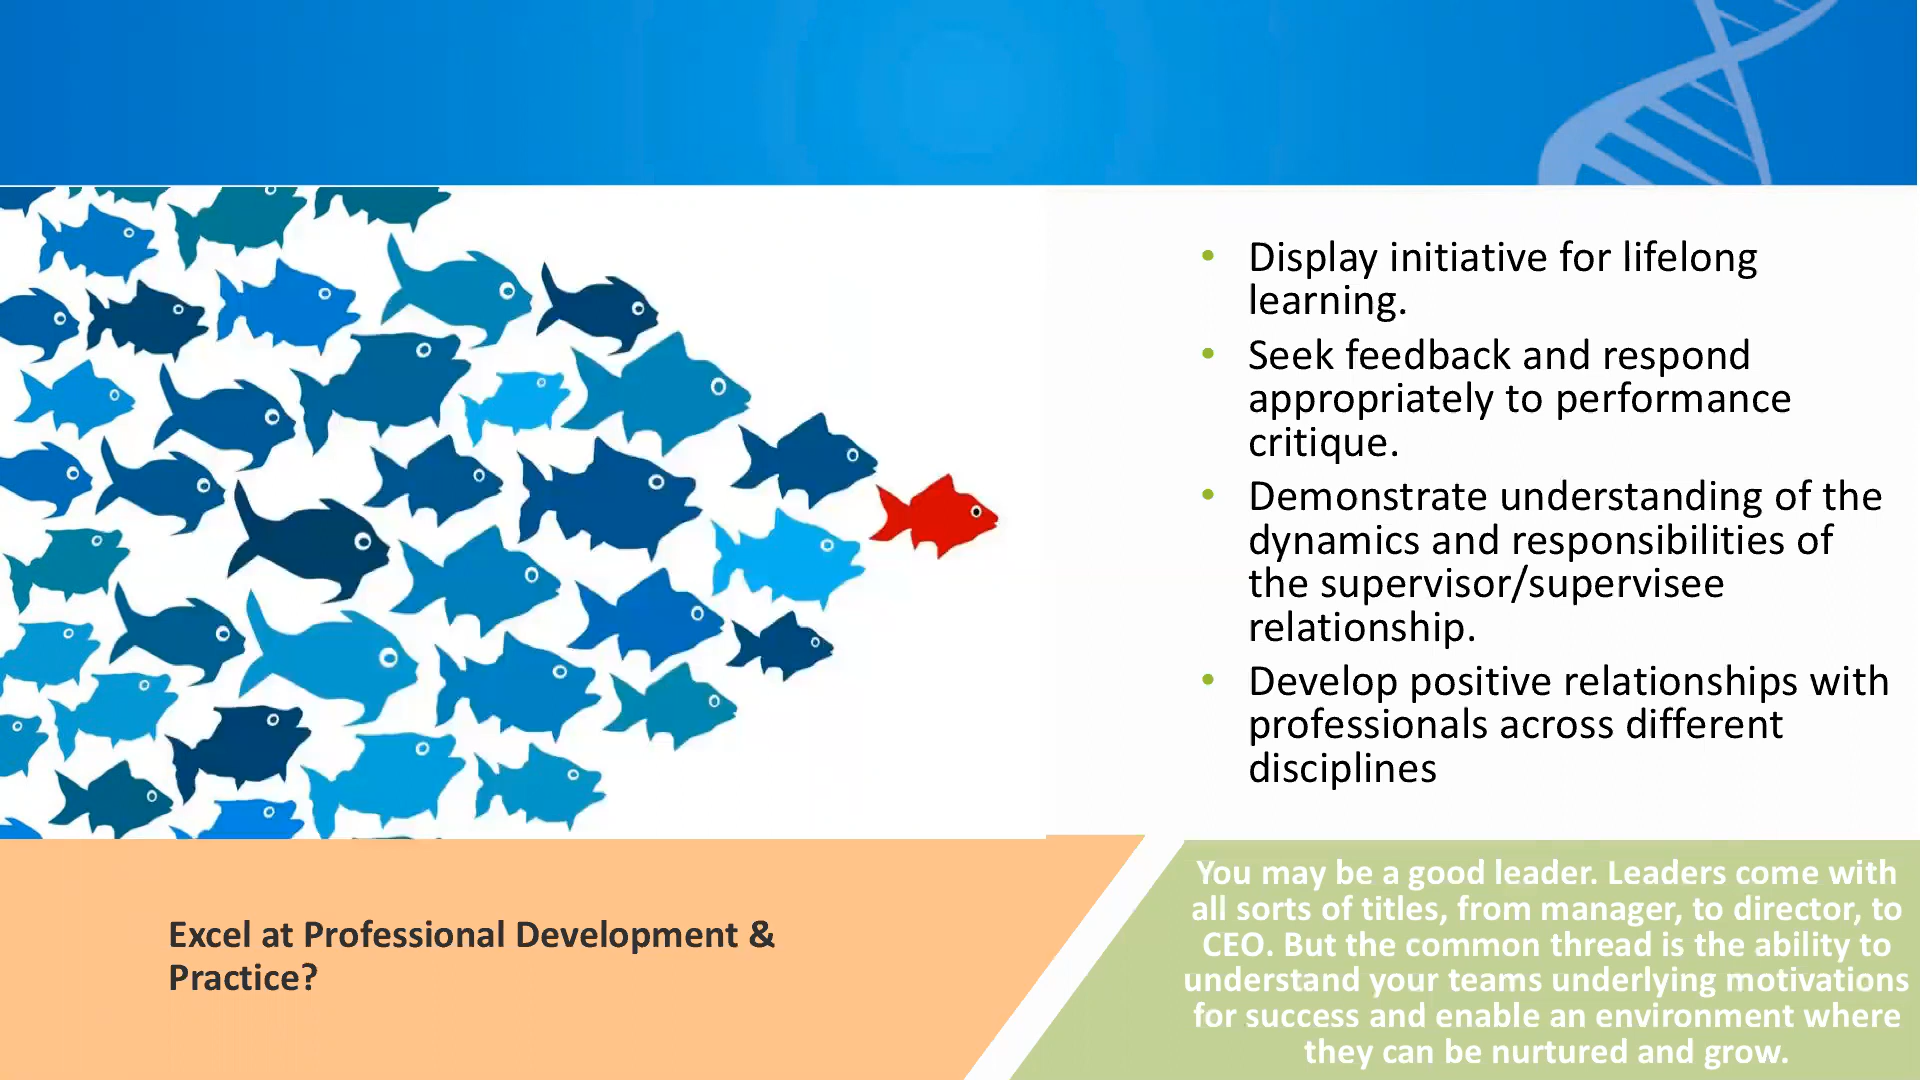 • Display initiative for lifelong
learning.
• Seek feedback and respond
appropriately to performance
critique.
• Demonstrate understanding of the
dynamics and responsibilities of
the supervisor/supervisee
relationship.
• Develop positive relationships with
professionals across different
disciplines
Excel at Professional Development &
Practice?
You may be a good leader. Leaders come with
all sorts of titles, from manager, to director, to
CEO. But the common thread is the ability to
understand your teams underlying motivations
for success and enable an environment where
they can be nurtured and grow.